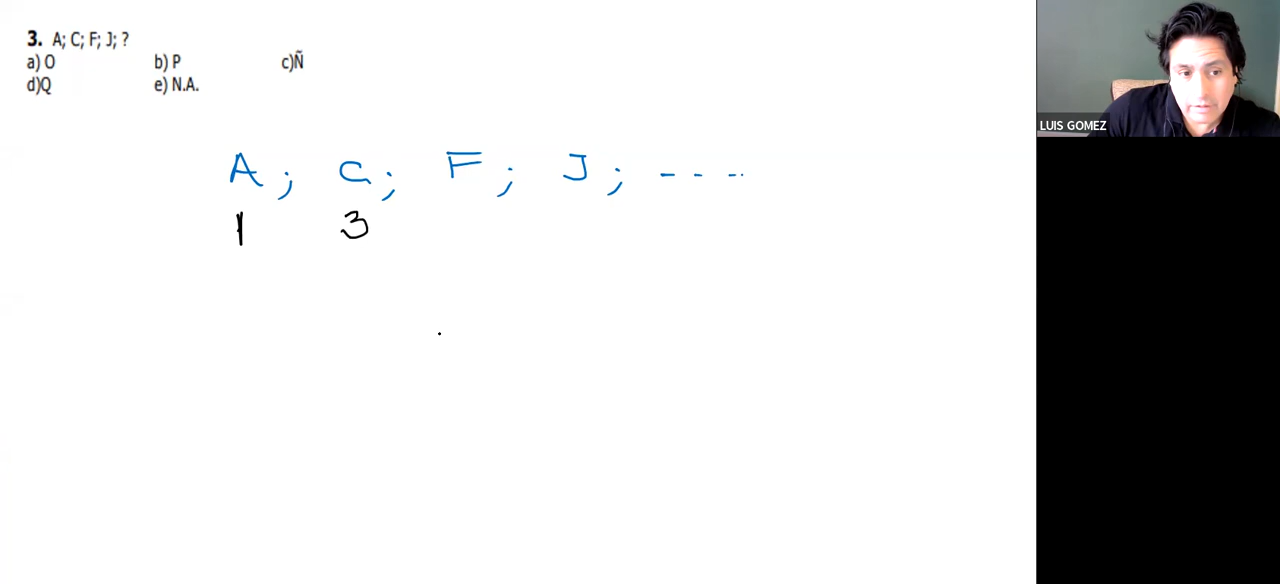 3. A; C; F; J; ?
a) O b) P c)Ñ
d)Q e) N.A.
LUIS GOMEZ
A ; C ; F ; J ; - - - -
1 3